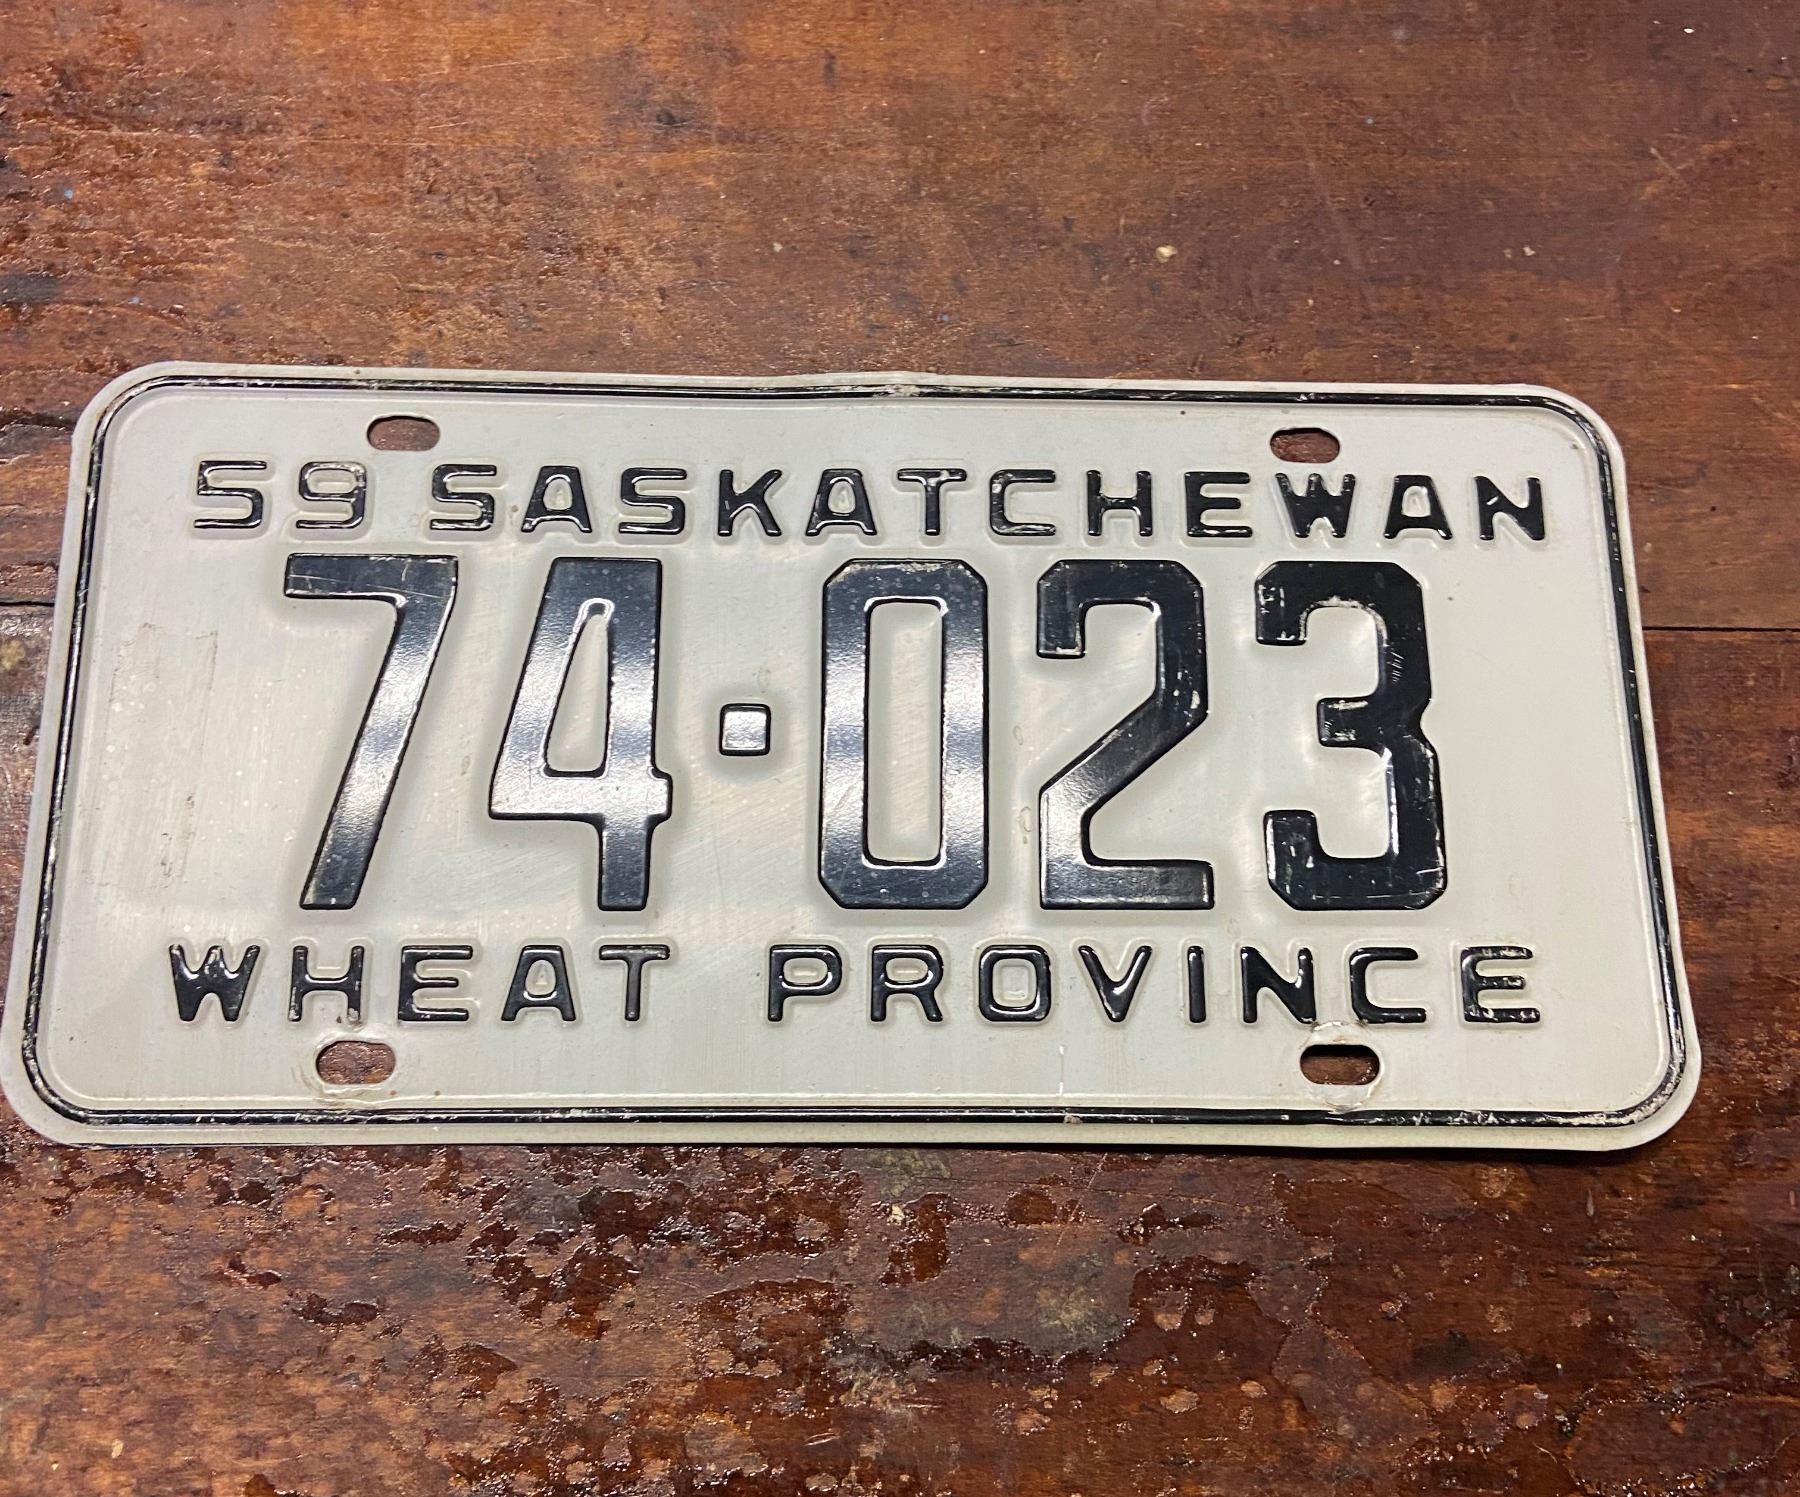 59 SASKATCHEWAN
74·023
WHEAT PROVINCE